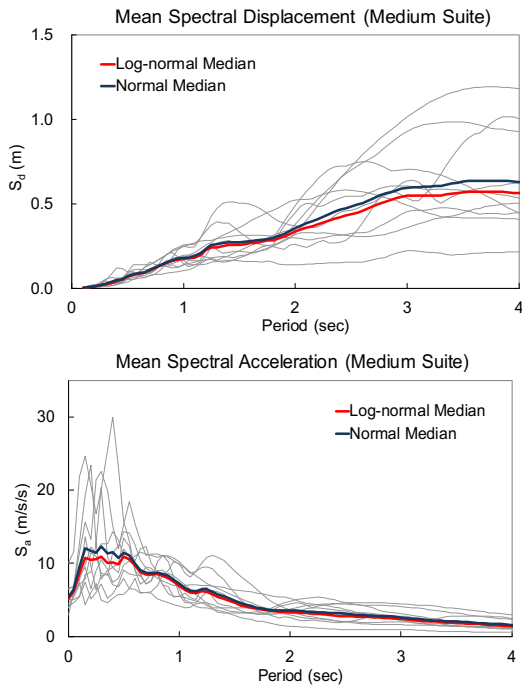 Mean Spectral Displacement (Medium Suite)
1.5
Log-normal Median
Normal Median
1.0
S_d (m)
0.5
0.0
0 1 2 3 4
Period (sec)
Mean Spectral Acceleration (Medium Suite)
Log-normal Median
Normal Median
30
20
S_a (m/s/s)
10
0
0 1 2 3 4
Period (sec)